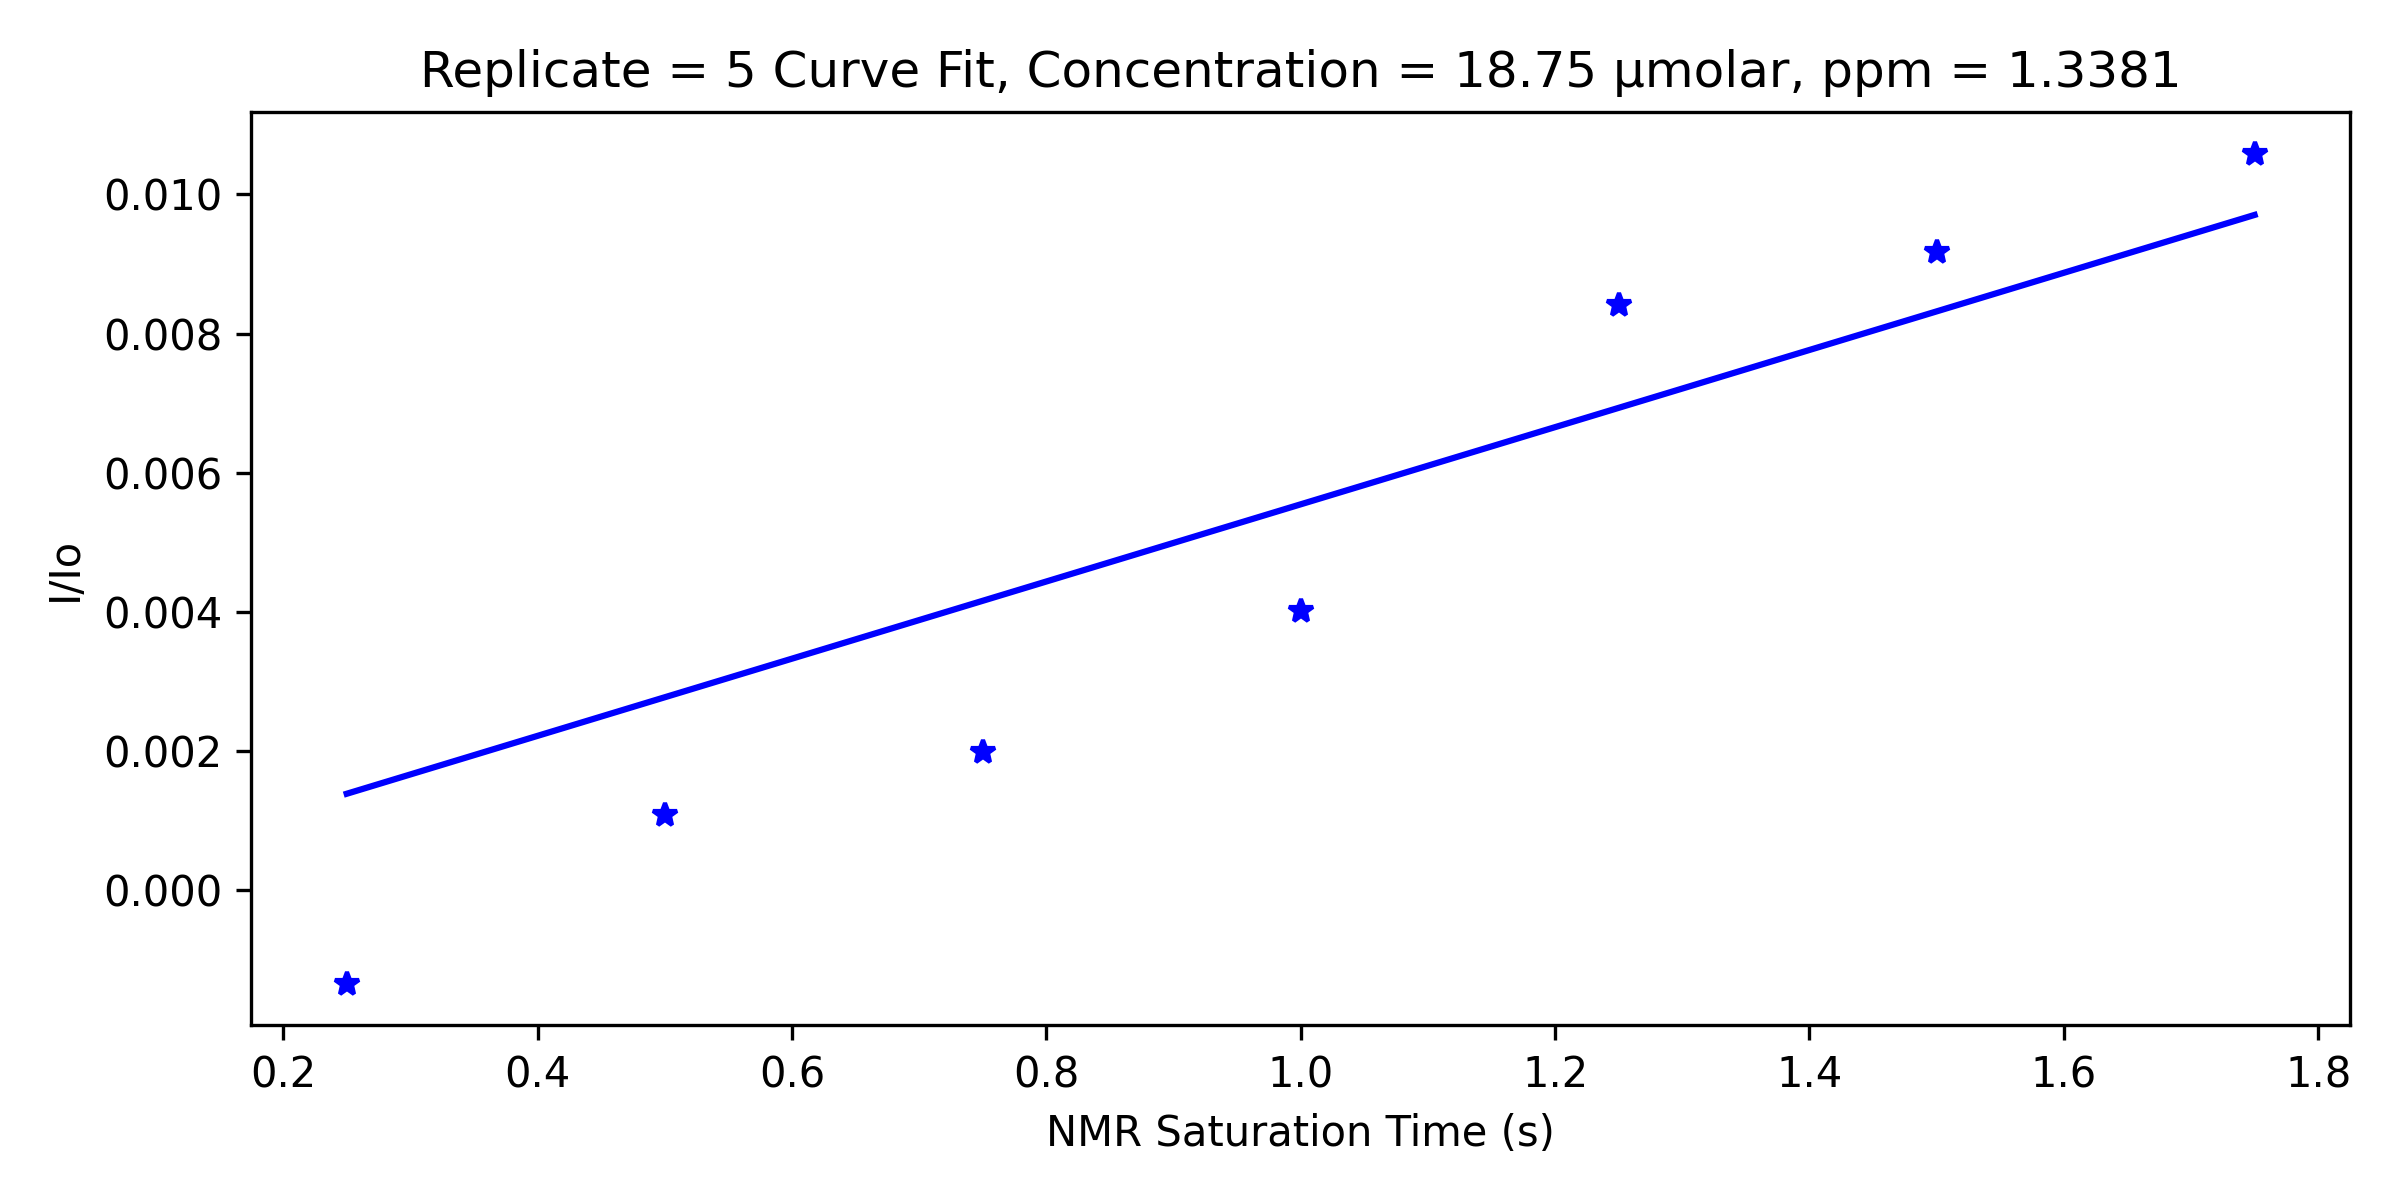 Replicate = 5 Curve Fit, Concentration = 18.75 µmolar, ppm = 1.3381
I/Io
0.010
0.008
0.006
0.004
0.002
0.000
0.2 0.4 0.6 0.8 1.0 1.2 1.4 1.6 1.8
NMR Saturation Time (s)